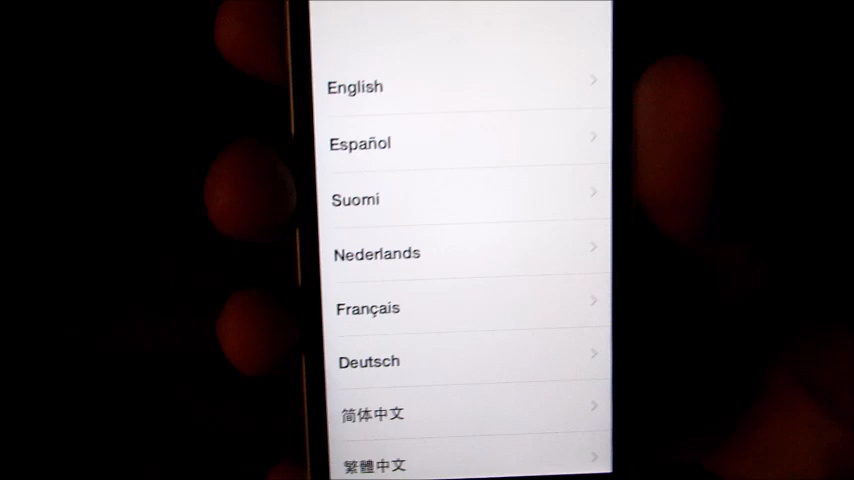 English
Español
Suomi
Nederlands
Français
Deutsch
简体中文
繁體中文